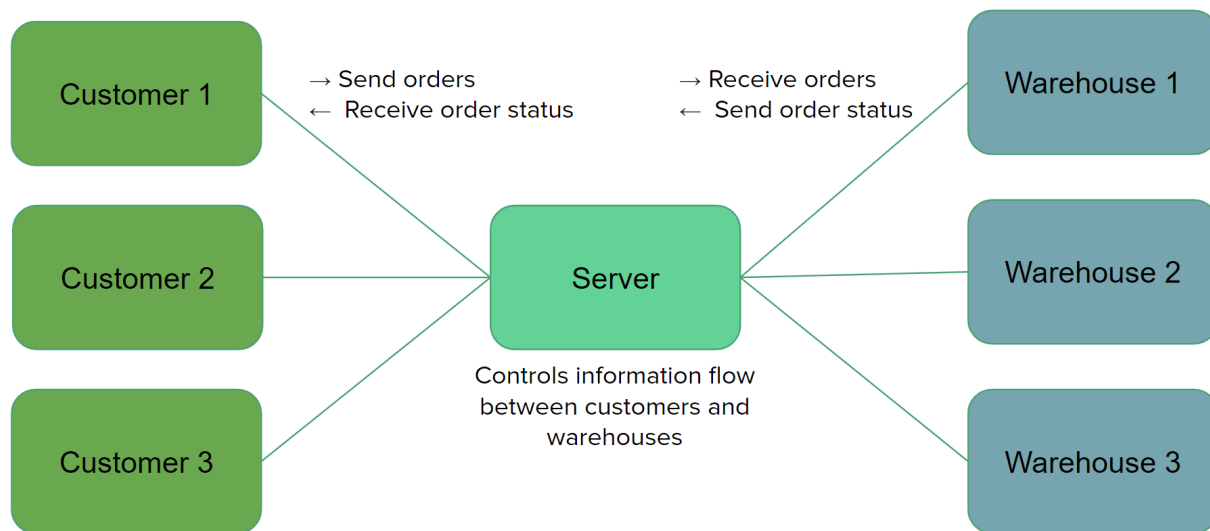 Customer 1
→ Send orders
← Receive order status
→ Receive orders
← Send order status
Warehouse 1
Customer 2
Server
Warehouse 2
Controls information flow
between customers and
warehouses
Customer 3
Warehouse 3